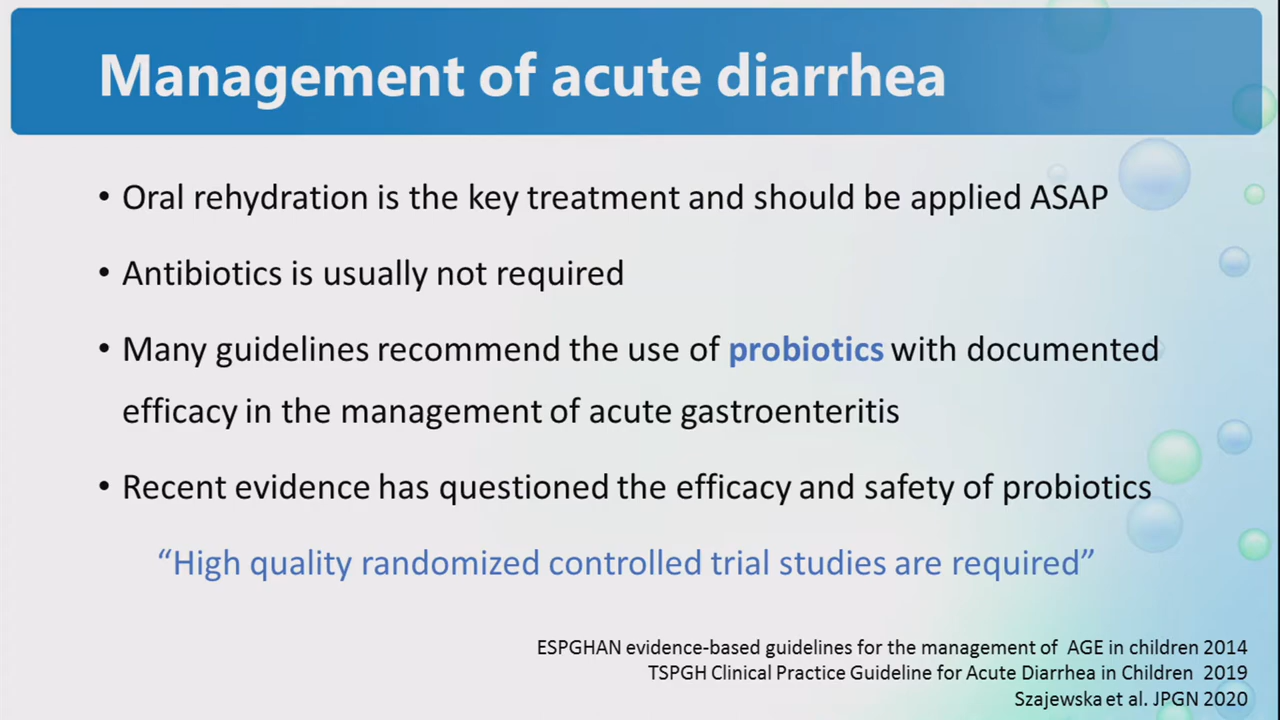 Management of acute diarrhea
• Oral rehydration is the key treatment and should be applied ASAP
• Antibiotics is usually not required
• Many guidelines recommend the use of probiotics with documented
efficacy in the management of acute gastroenteritis
• Recent evidence has questioned the efficacy and safety of probiotics
“High quality randomized controlled trial studies are required”
ESPGHAN evidence-based guidelines for the management of AGE in children 2014
TSPGH Clinical Practice Guideline for Acute Diarrhea in Children 2019
Szajewska et al. JPGN 2020